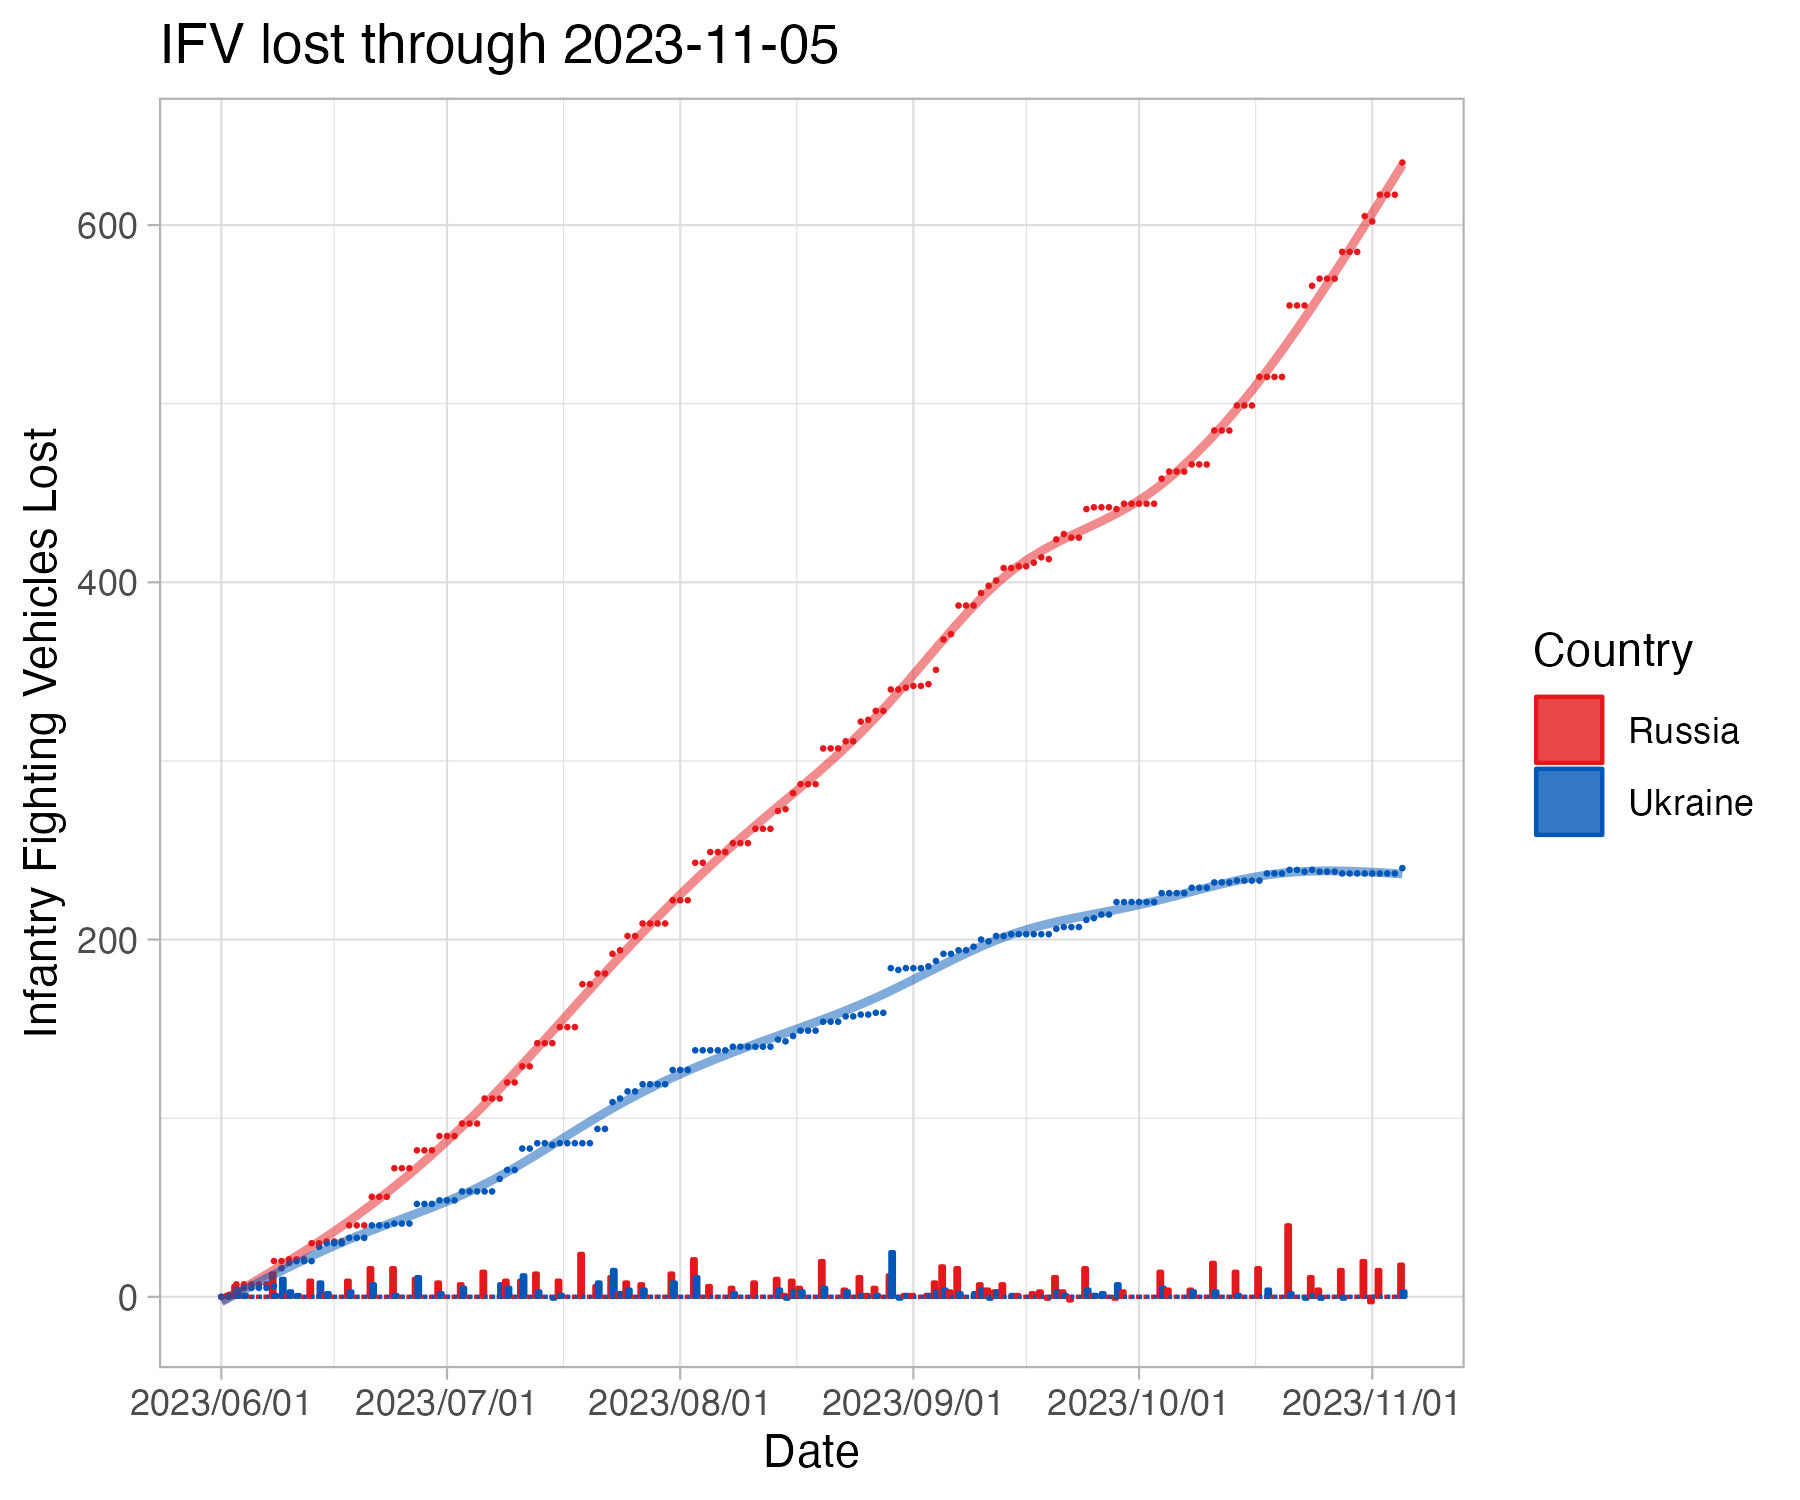 IFV lost through 2023-11-05
Infantry Fighting Vehicles Lost
600
400
200
0
2023/06/01 2023/07/01 2023/08/01 2023/09/01 2023/10/01 2023/11/01
Date
Country
Russia
Ukraine